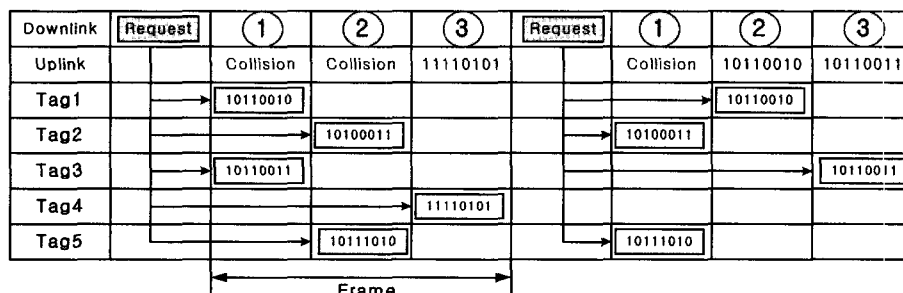 Downlink Request 1 2 3 Request 1 2 3
Uplink Collision Collision 11110101 Collision 10110010 10110011
Tag1 10110010 10110010
Tag2 10100011 10100011
Tag3 10110011 10110011
Tag4 11110101
Tag5 10111010 10111010
Frame